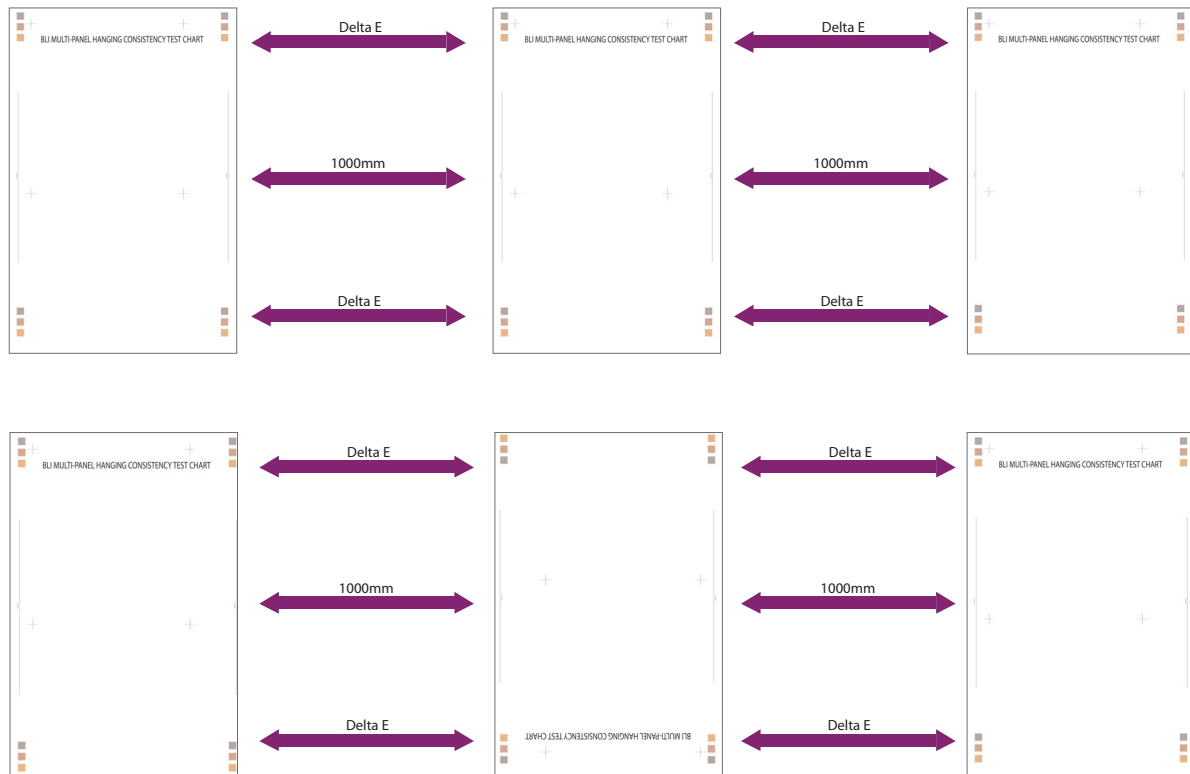 Delta E
Delta E
BLI MULTI-PANEL HANGING CONSISTENCY TEST CHART
BLI MULTI-PANEL HANGING CONSISTENCY TEST CHART
BLI MULTI-PANEL HANGING CONSISTENCY TEST CHART
1000mm
1000mm
Delta E
Delta E
Delta E
Delta E
BLI MULTI-PANEL HANGING CONSISTENCY TEST CHART
BLI MULTI-PANEL HANGING CONSISTENCY TEST CHART
1000mm
1000mm
Delta E
Delta E
BLI MULTI-PANEL HANGING CONSISTENCY TEST CHART